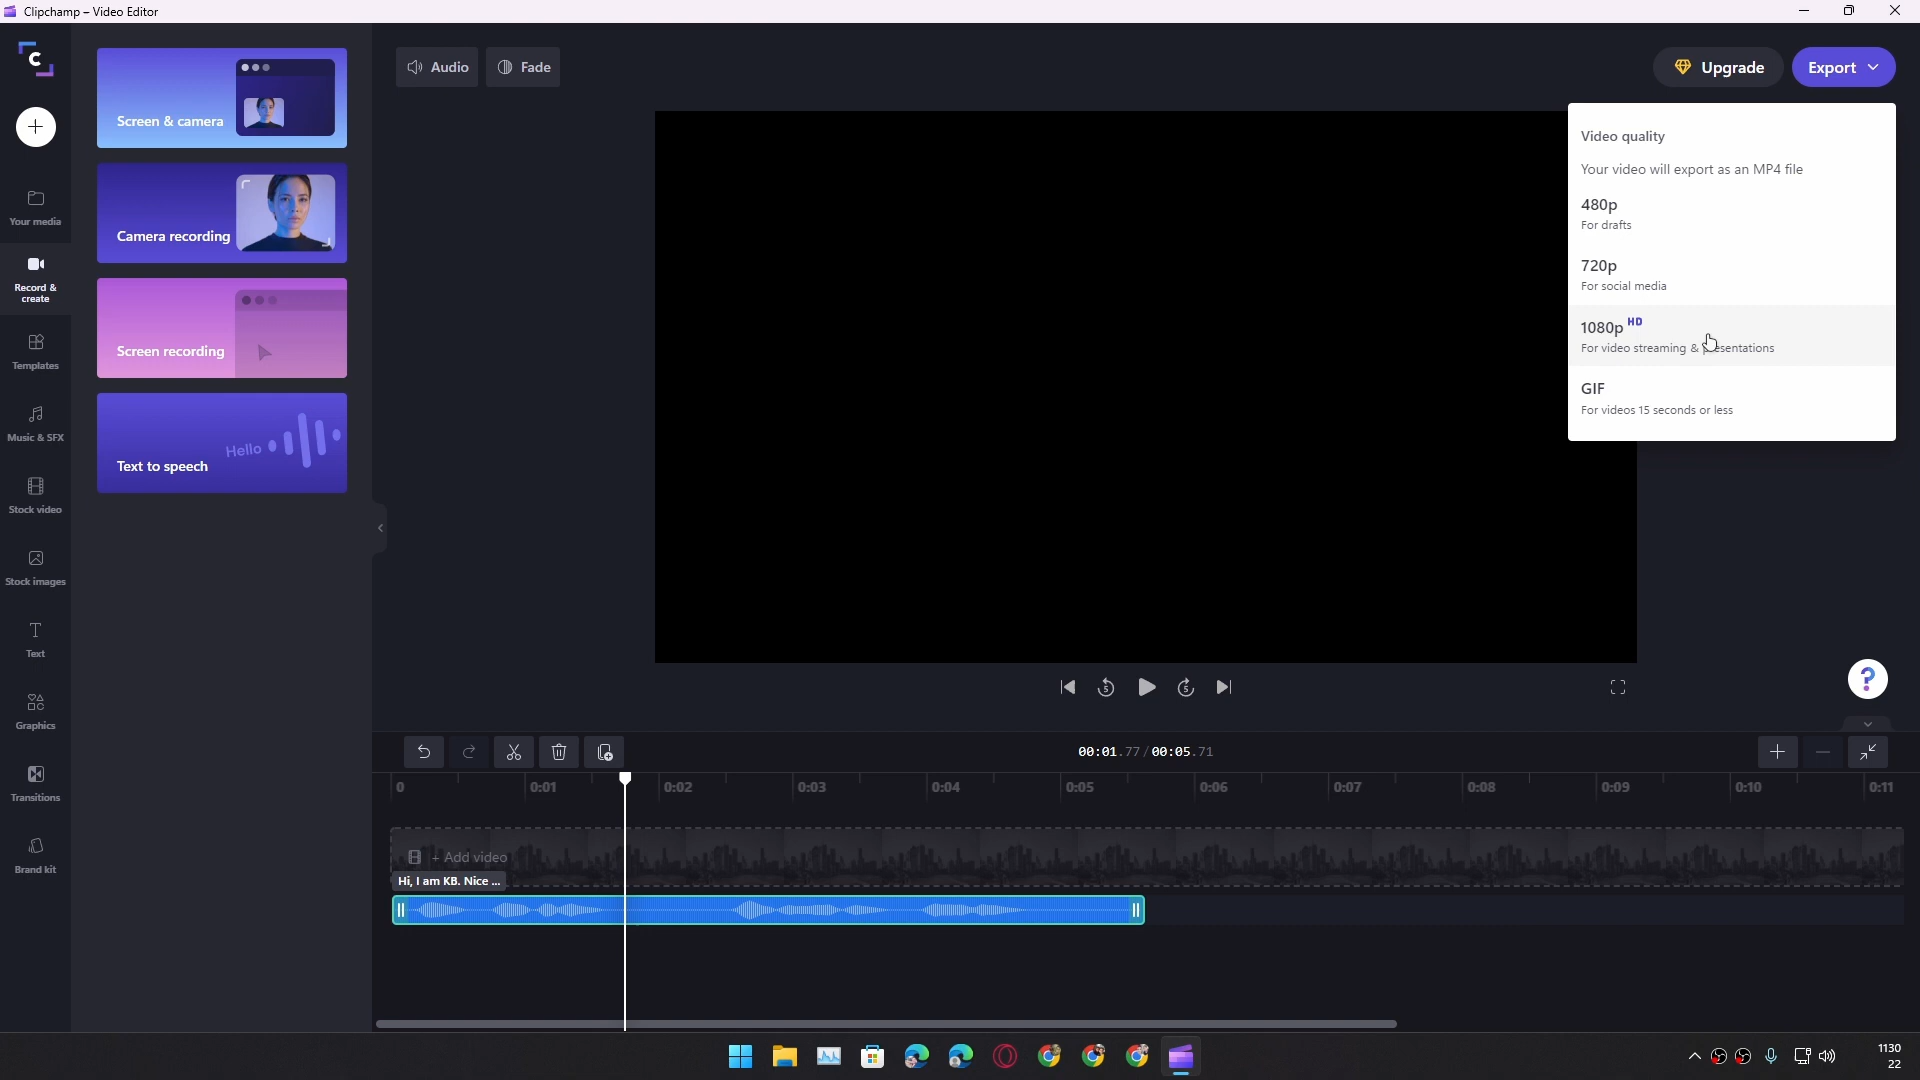 Clipchamp – Video Editor
C
Your media
Record &
create
Templates
Music & SFX
Stock video
Stock images
Text
Graphics
Transitions
Brand kit
Screen & camera
Camera recording
Screen recording
Text to speech
Hello
Audio
Fade
Upgrade
Export
Video quality
Your video will export as an MP4 file
480p
For drafts
720p
For social media
1080p HD
For video streaming & presentations
GIF
For videos 15 seconds or less
5
5
?
00:01.77/00:05.71
0 0:01 0:02 0:03 0:04 0:05 0:06 0:07 0:08 0:09 0:10 0:11
+ Add video
Hi, I am KB. Nice ...
1130
22